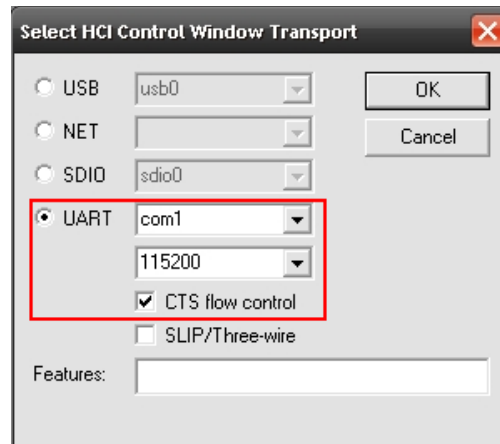 Select HCI Control Window Transport
USB usb0 OK
NET Cancel
SDIO sdio0
UART com1
115200
CTS flow control
SLIP/Three-wire
Features: